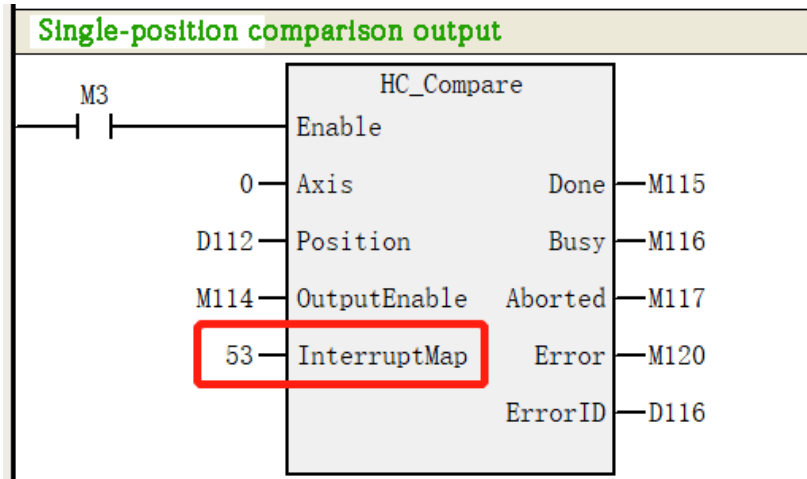 Single-position comparison output
HC_Compare
M3
Enable
0 Axis Done M115
D112 Position Busy M116
M114 OutputEnable Aborted M117
53 InterruptMap Error M120
ErrorID D116